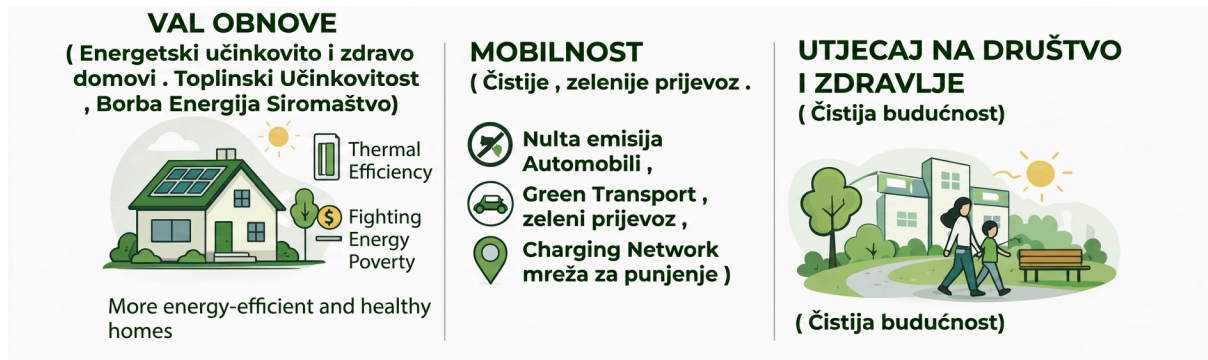 VAL OBNOVE
( Energetski učinkovito i zdravo
domovi . Toplinski Učinkovitost
, Borba Energija Siromaštvo)
Thermal
Efficiency
$
Fighting
Energy
Poverty
More energy-efficient and healthy
homes
MOBILNOST
( Čistije , zelenije prijevoz .
Nulta emisija
Automobili ,
Green Transport ,
zeleni prijevoz ,
Charging Network
mreža za punjenje )
UTJECAJ NA DRUŠTVO
I ZDRAVLJE
( Čistija budućnost)
( Čistija budućnost)